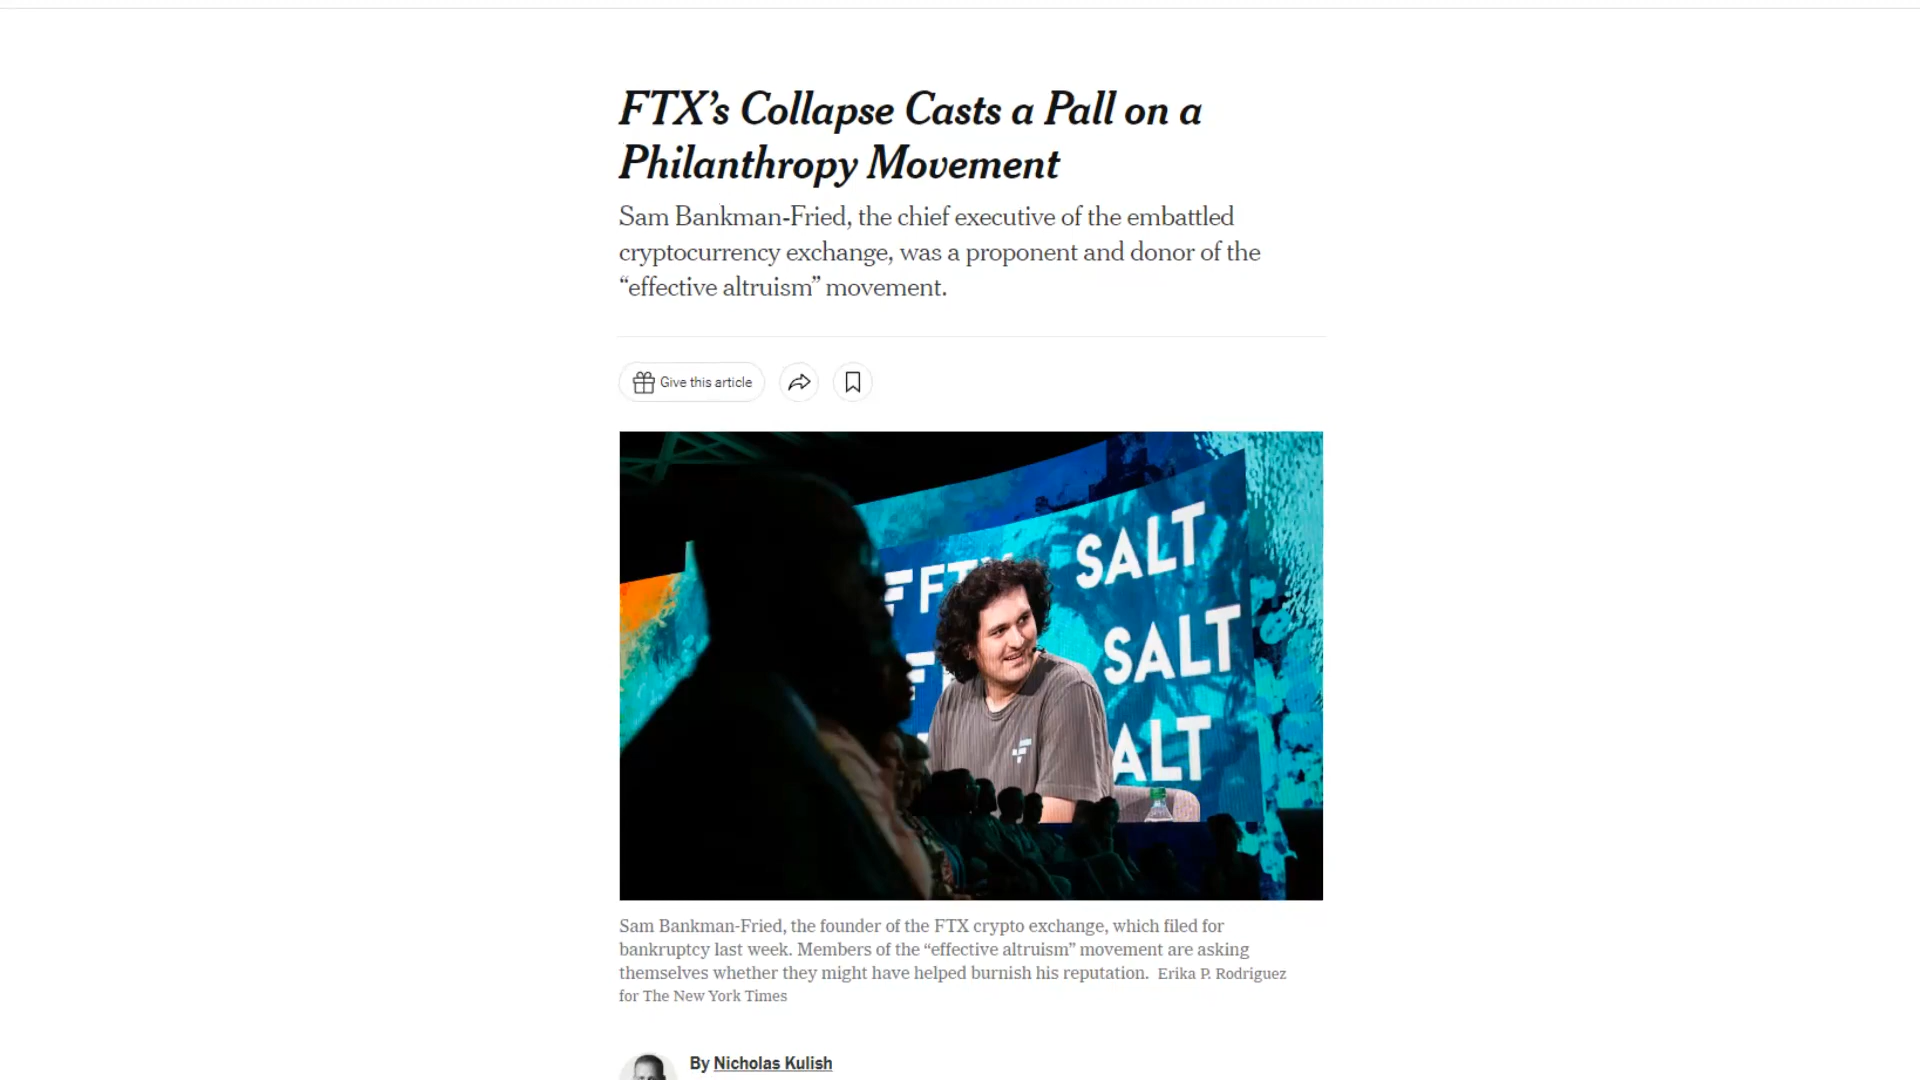 FTX’s Collapse Casts a Pall on a
Philanthropy Movement
Sam Bankman-Fried, the chief executive of the embattled
cryptocurrency exchange, was a proponent and donor of the
“effective altruism” movement.
Give this article
SALT
FTX
SALT
ALT
Sam Bankman-Fried, the founder of the FTX crypto exchange, which filed for
bankruptcy last week. Members of the “effective altruism” movement are asking
themselves whether they might have helped burnish his reputation. Erika P. Rodriguez
for The New York Times
By Nicholas Kulish